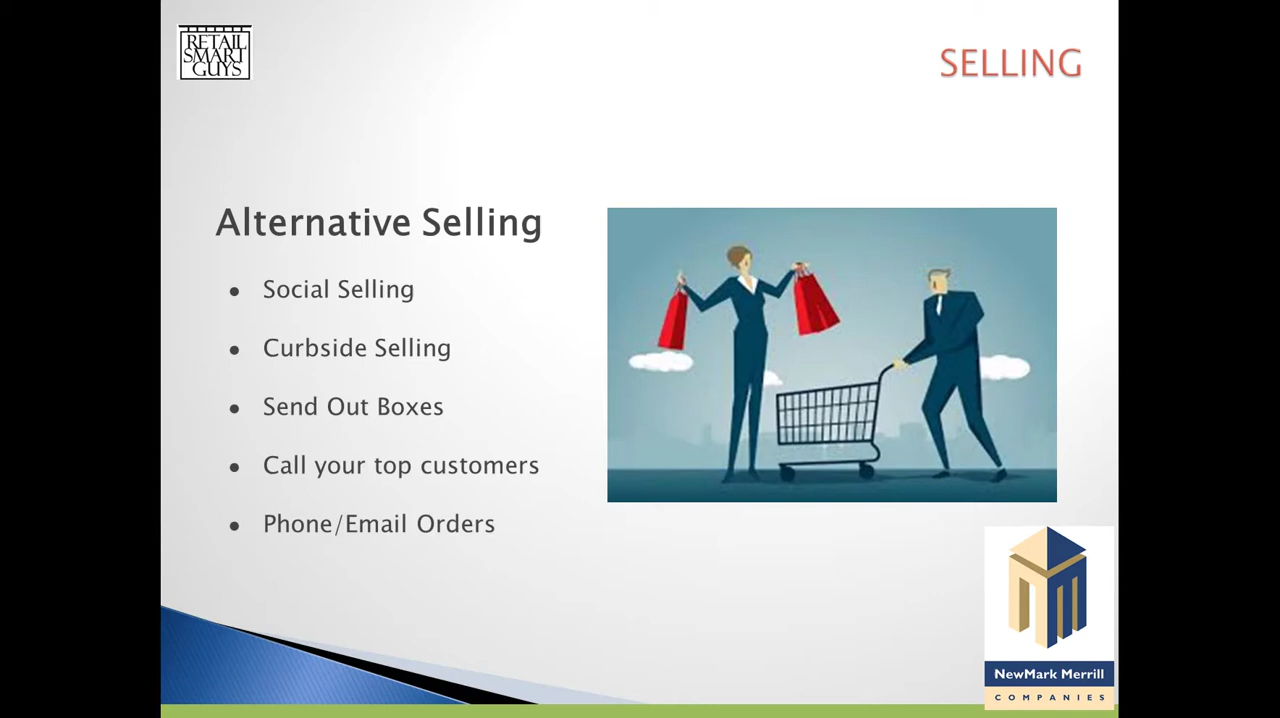 RETAIL
SMART
GUYS
SELLING
Alternative Selling
● Social Selling
● Curbside Selling
● Send Out Boxes
● Call your top customers
● Phone/Email Orders
NewMark Merrill
COMPANIES